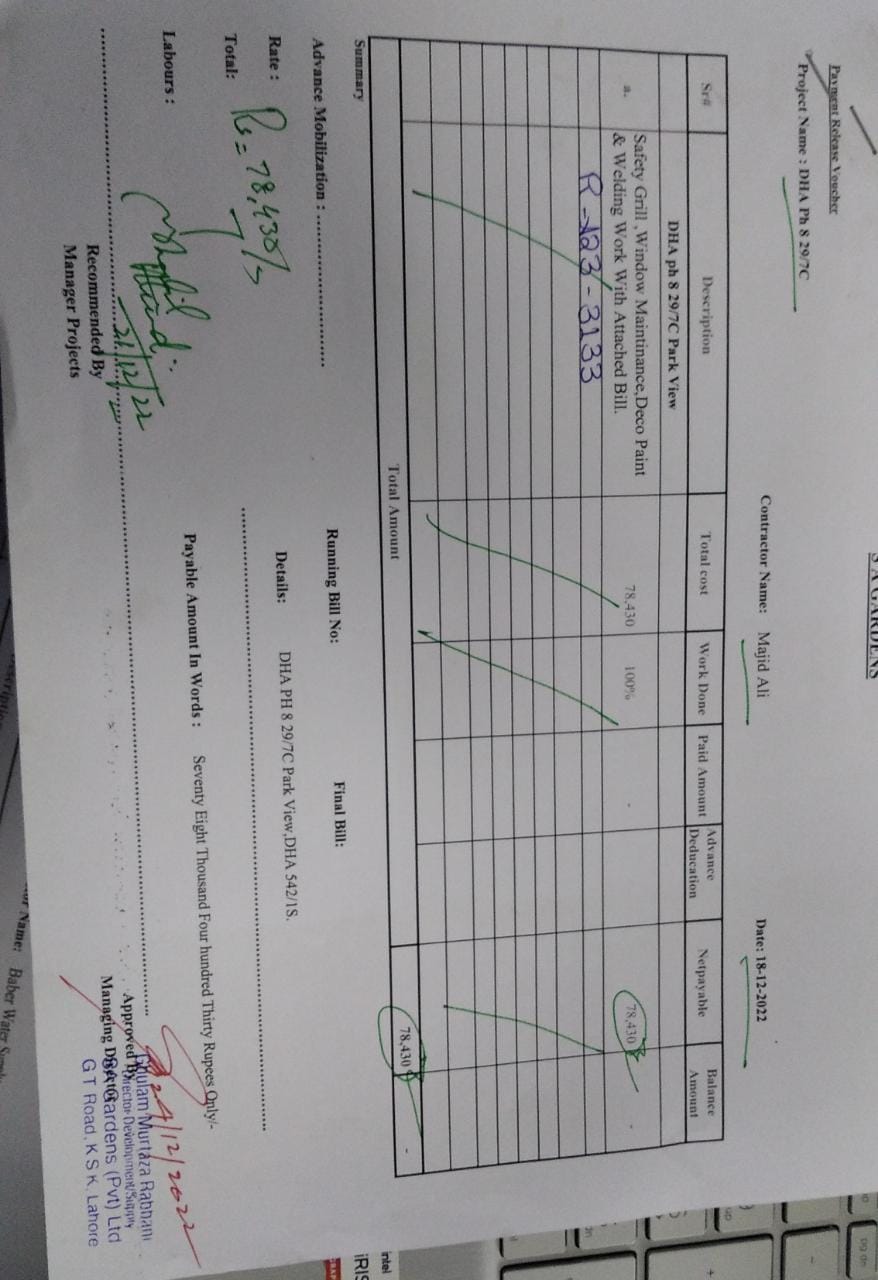 S A GARDENS
Payment Release Voucher
Project Name : DHA Ph 8 29/7C
Contractor Name: Majid Ali
Date: 18-12-2022
Sr# Description Total cost Work Done Paid Amount Advance Deducation Netpayable Balance Amount
DHA ph 8 29/7C Park View
a. Safety Grill ,Window Maintinance,Deco Paint & Welding Work With Attached Bill. 78,430 100% - 78,430 -
R-123-3133
Total Amount 78,430 -
Summary
Advance Mobilization : ........................
Running Bill No:
Final Bill:
Rate :
Details: DHA PH 8 29/7C Park View,DHA 542/1S.
Total: Rs = 78,430/-
Payable Amount In Words : Seventy Eight Thousand Four hundred Thirty Rupees Only/-
Labours :
21/12/22
Recommended By
Manager Projects
24/12/2022
Approved By
Managing Director
Ghulam Murtaza Rabbani
Director Development/Supply
S.A Gardens (Pvt) Ltd
G T Road, K S K, Lahore
Name: Baber Water
intel
iRIS
pg dn